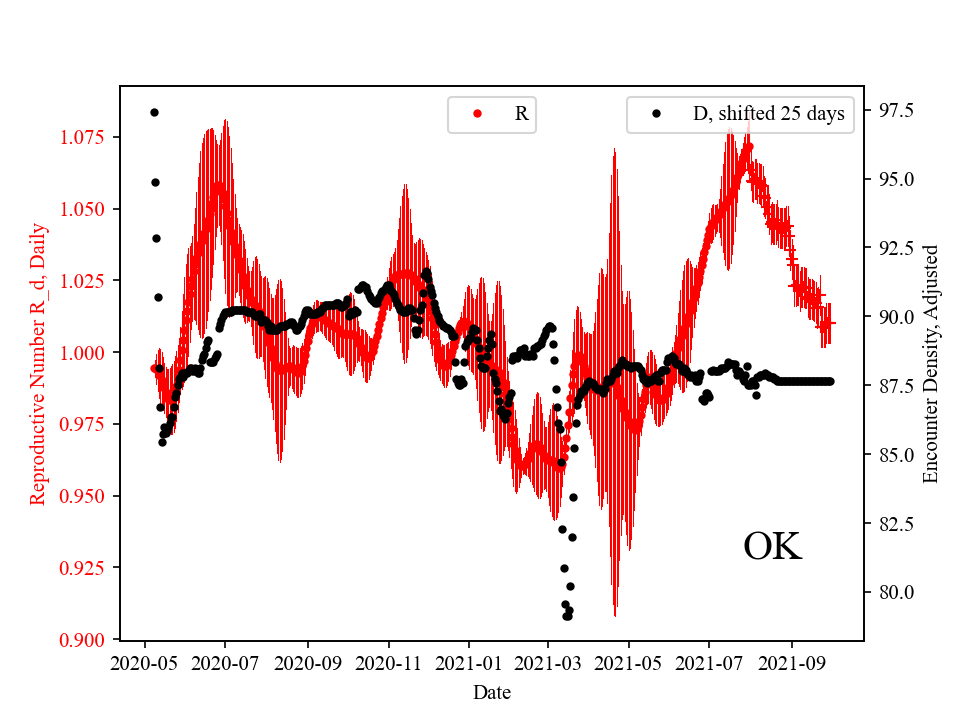 R
D, shifted 25 days
1.075
1.050
1.025
1.000
0.975
0.950
0.925
0.900
Reproductive Number R_d, Daily
97.5
95.0
92.5
90.0
87.5
85.0
82.5
80.0
Encounter Density, Adjusted
OK
2020-05 2020-07 2020-09 2020-11 2021-01 2021-03 2021-05 2021-07 2021-09
Date